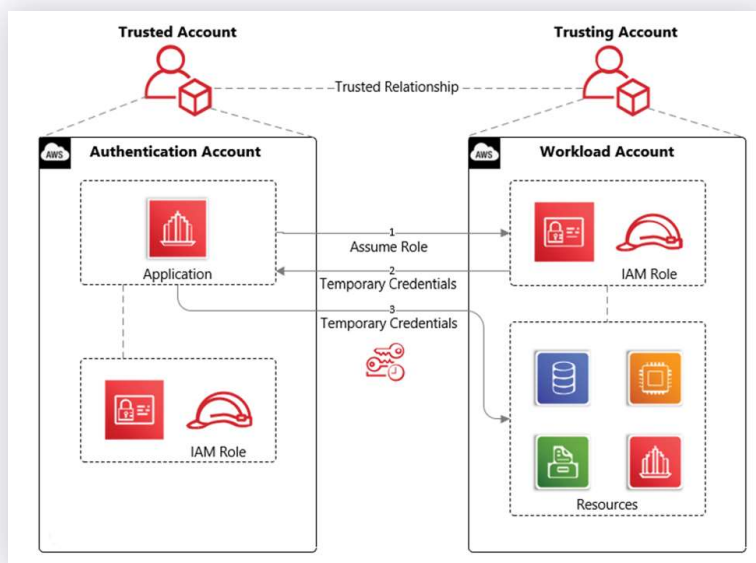 Trusted Account
Trusting Account
Trusted Relationship
AWS
Authentication Account
AWS
Workload Account
Application
1
Assume Role
2
Temporary Credentials
3
Temporary Credentials
IAM Role
IAM Role
Resources